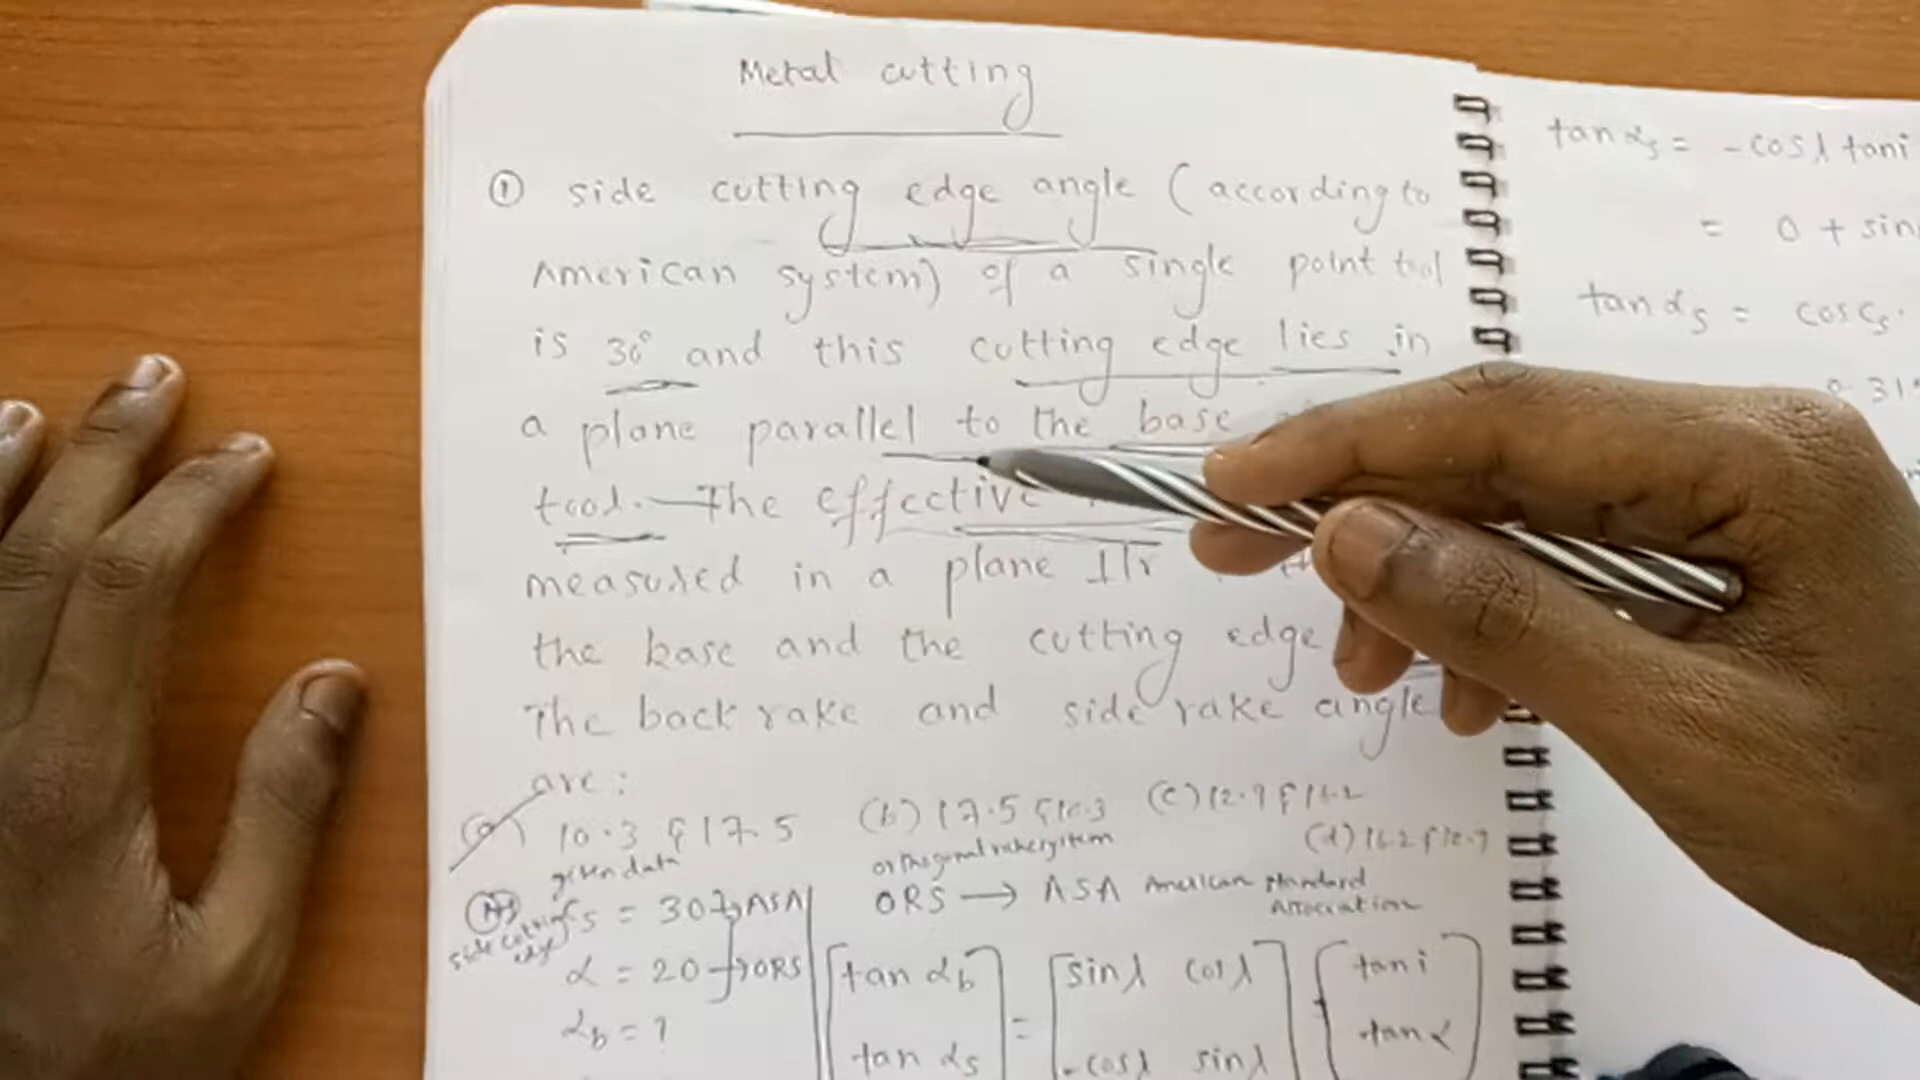 Metal cutting
① side cutting edge angle (according to
American system) of a single point tool
is 30° and this cutting edge lies in
a plane parallel to the base
tool. The effective
measured in a plane ⊥lr
the base and the cutting edge
The back rake and side rake angle
are:
(a) 10.3 & 17.5 (b) 17.5 & 10.3 (c) 12.9 & 16.2
(d) 16.2 & 12.9
given data
orthogonal rake system
ORS → ASA American standard
Association
Cs = 30 → ASA
side cutting
edge
α = 20 → ORS
αb = ?
[tan αb = [sin λ cos λ [tan i
tan αs] -cos λ sin λ] tan α]
tan αs = -cos λ tan i
= 0 + sin
tan αs = cos Cs.